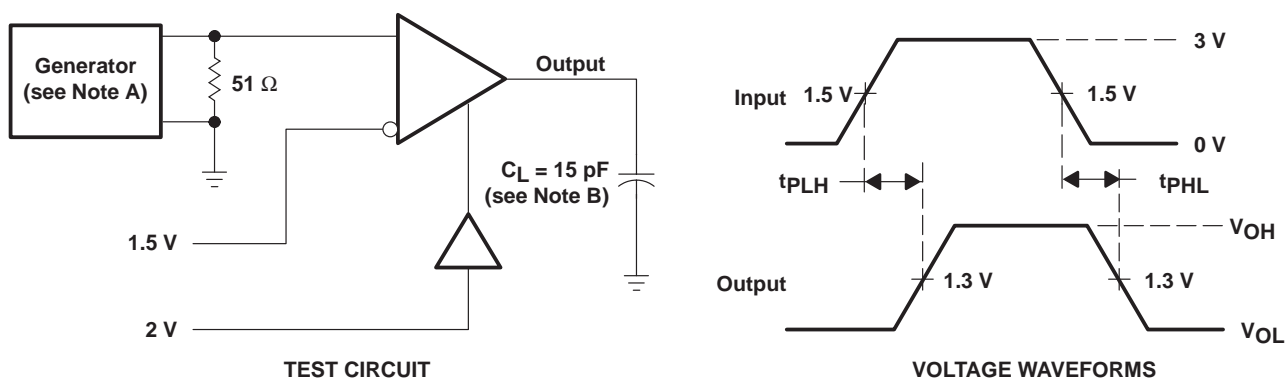 Generator
(see Note A)
51 Ω
Output
CL = 15 pF
(see Note B)
1.5 V
2 V
TEST CIRCUIT
3 V
Input
1.5 V
1.5 V
0 V
tPLH
tPHL
VOH
Output
1.3 V
1.3 V
VOL
VOLTAGE WAVEFORMS